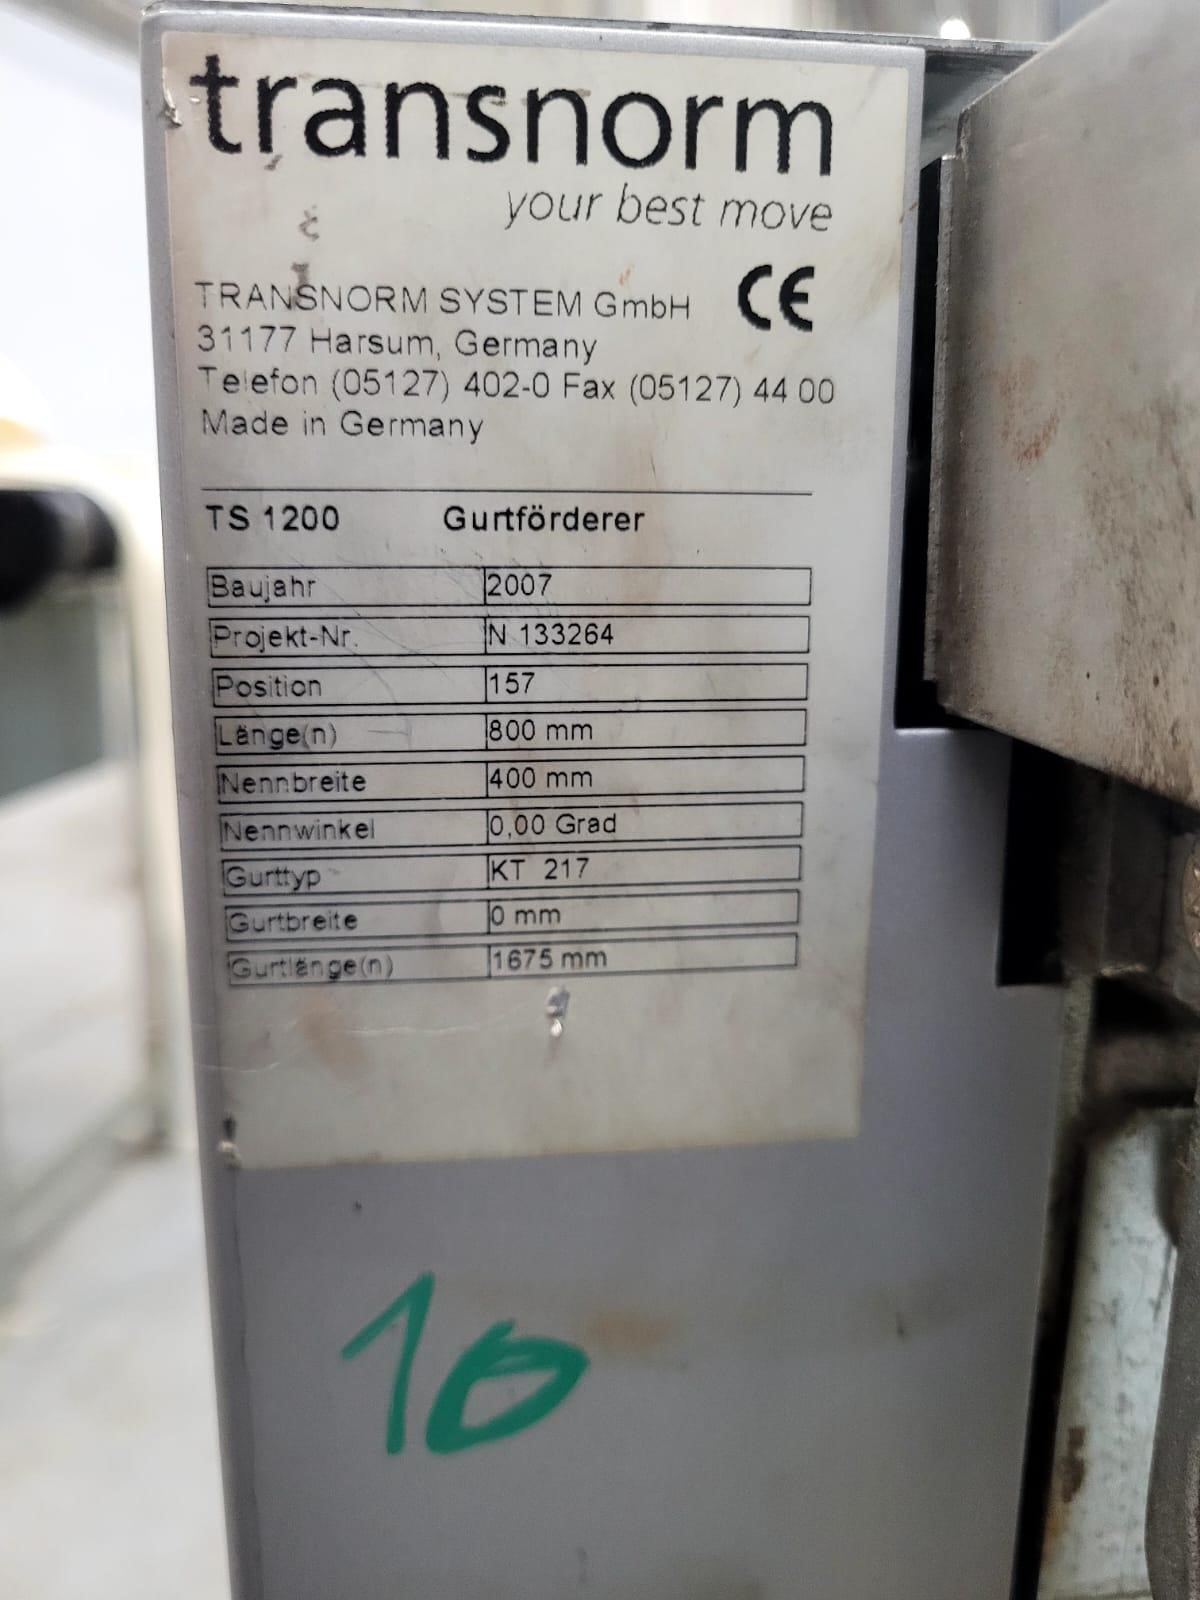 transnorm
your best move
CE
TRANSNORM SYSTEM GmbH
31177 Harsum, Germany
Telefon (05127) 402-0 Fax (05127) 44 00
Made in Germany
TS 1200 Gurtförderer
Baujahr 2007
Projekt-Nr. N 133264
Position 157
Länge(n) 800 mm
Nennbreite 400 mm
Nennwinkel 0,00 Grad
Gurttyp KT 217
Gurtbreite 0 mm
Gurtlänge(n) 1675 mm
10